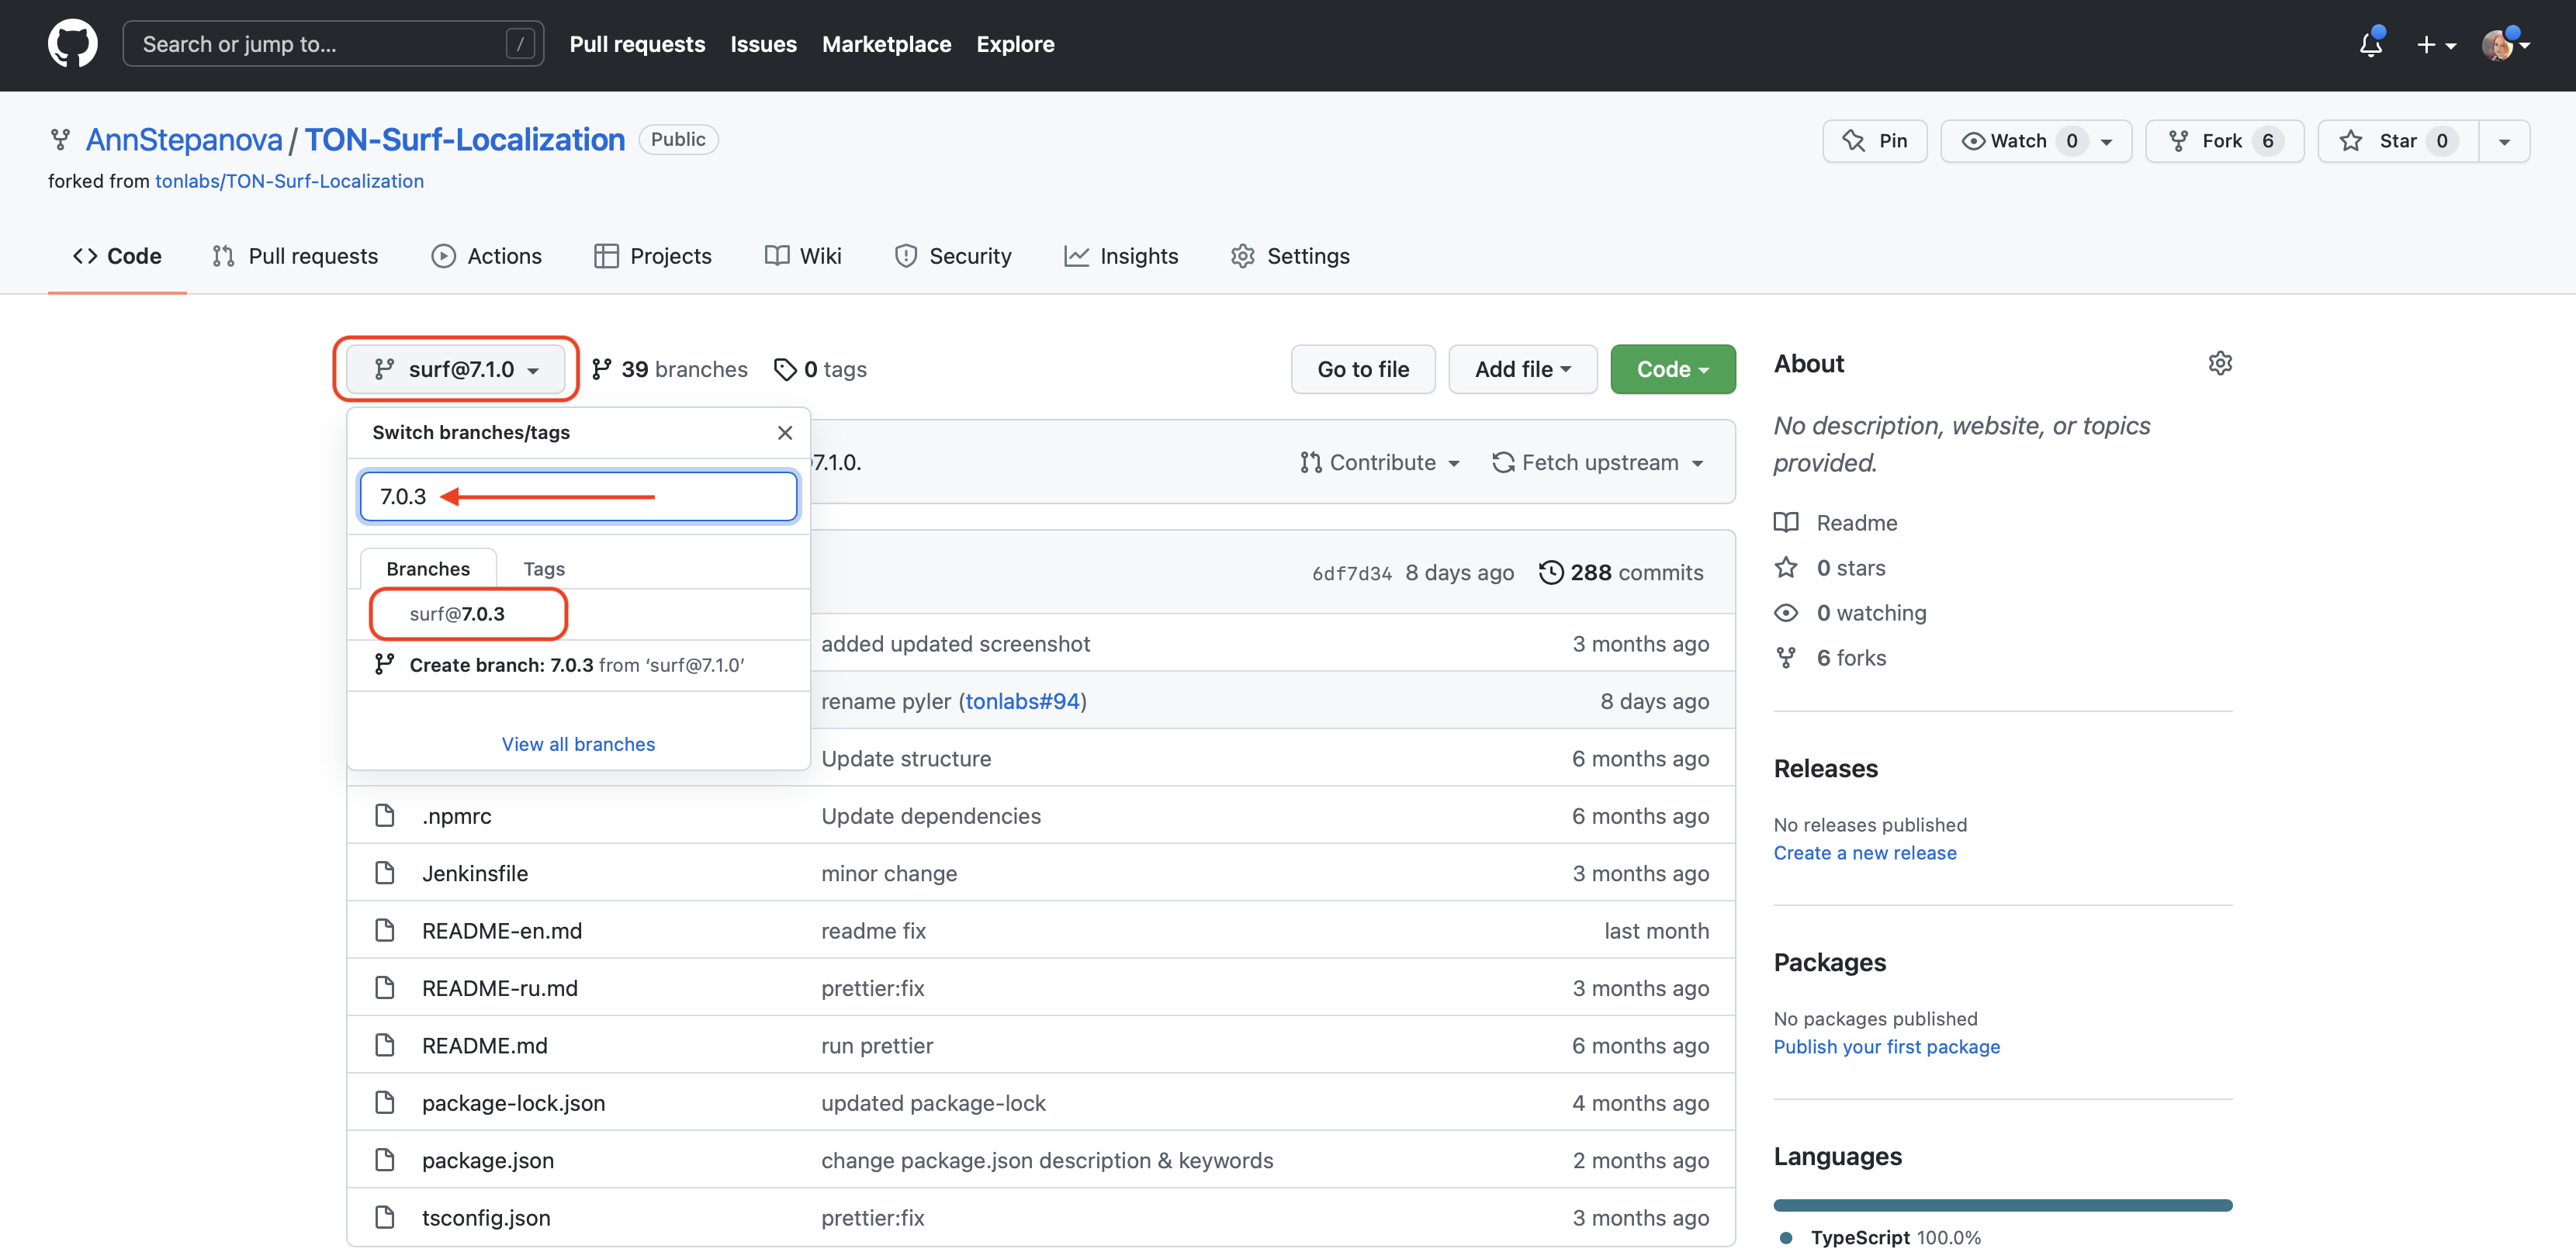 Search or jump to... /
Pull requests Issues Marketplace Explore
AnnStepanova / TON-Surf-Localization Public
Pin Watch 0 Fork 6 Star 0
forked from tonlabs/TON-Surf-Localization
Code Pull requests Actions Projects Wiki Security Insights Settings
surf@7.1.0 39 branches 0 tags
Go to file Add file Code
Switch branches/tags
7.1.0.
Contribute Fetch upstream
7.0.3
Branches Tags
6df7d34 8 days ago 288 commits
surf@7.0.3
added updated screenshot 3 months ago
Create branch: 7.0.3 from ‘surf@7.1.0’
rename pyler (tonlabs#94) 8 days ago
View all branches
Update structure 6 months ago
.npmrc Update dependencies 6 months ago
Jenkinsfile minor change 3 months ago
README-en.md readme fix last month
README-ru.md prettier:fix 3 months ago
README.md run prettier 6 months ago
package-lock.json updated package-lock 4 months ago
package.json change package.json description & keywords 2 months ago
tsconfig.json prettier:fix 3 months ago
About
No description, website, or topics
provided.
Readme
0 stars
0 watching
6 forks
Releases
No releases published
Create a new release
Packages
No packages published
Publish your first package
Languages
TypeScript 100.0%